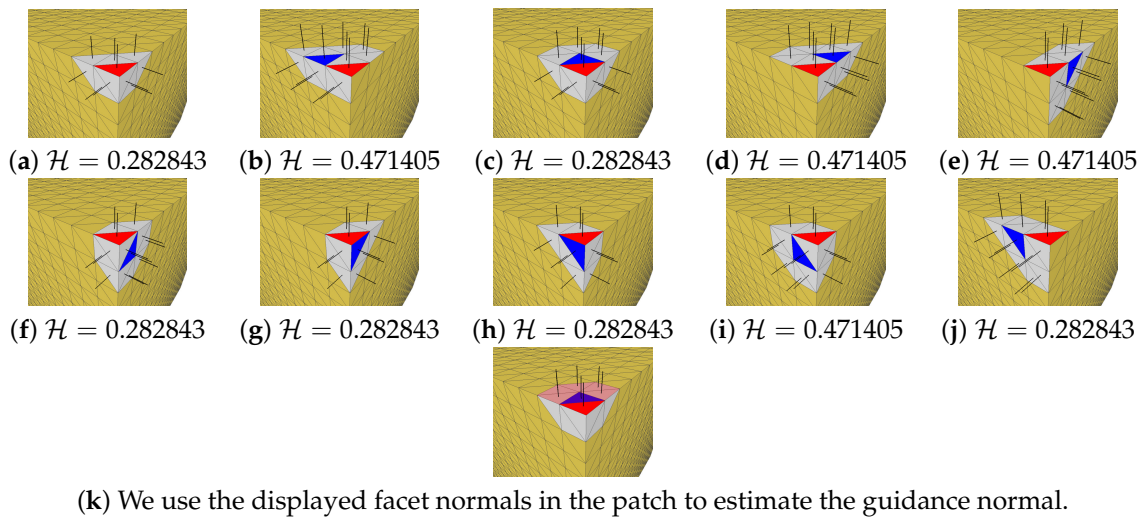 (a) ℋ = 0.282843 (b) ℋ = 0.471405 (c) ℋ = 0.282843 (d) ℋ = 0.471405 (e) ℋ = 0.471405
(f) ℋ = 0.282843 (g) ℋ = 0.282843 (h) ℋ = 0.282843 (i) ℋ = 0.471405 (j) ℋ = 0.282843
(k) We use the displayed facet normals in the patch to estimate the guidance normal.